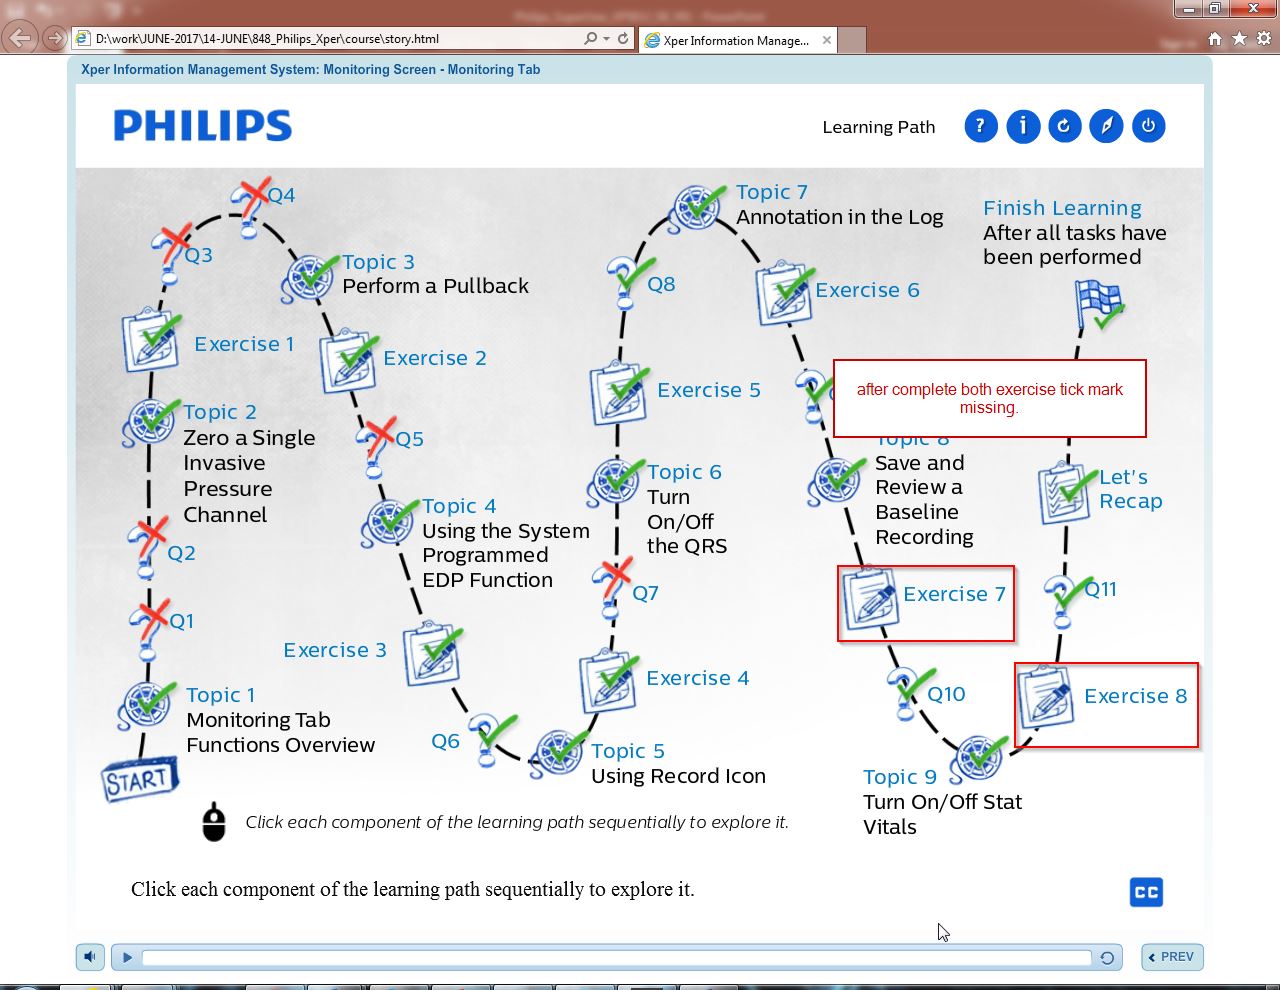 D:\work\JUNE-2017\14-JUNE\848_Philips_Xper\course\story.html
Xper Information Manage...
Xper Information Management System: Monitoring Screen - Monitoring Tab
PHILIPS
Learning Path
?
i
Q4
Q3
Topic 3
Perform a Pullback
Exercise 1
Exercise 2
Topic 2
Zero a Single
Invasive
Pressure
Channel
Q5
Topic 4
Using the System
Programmed
EDP Function
Q2
Q1
Exercise 3
Topic 1
Monitoring Tab
Functions Overview
START
Q6
Topic 5
Using Record Icon
Exercise 4
Q7
Topic 6
Turn
On/Off
the QRS
Exercise 5
Q8
Topic 7
Annotation in the Log
Exercise 6
after complete both exercise tick mark
missing.
Topic 8
Save and
Review a
Baseline
Recording
Exercise 7
Q10
Topic 9
Turn On/Off Stat
Vitals
Exercise 8
Q11
Let's
Recap
Finish Learning
After all tasks have
been performed
Click each component of the learning path sequentially to explore it.
Click each component of the learning path sequentially to explore it.
CC
PREV